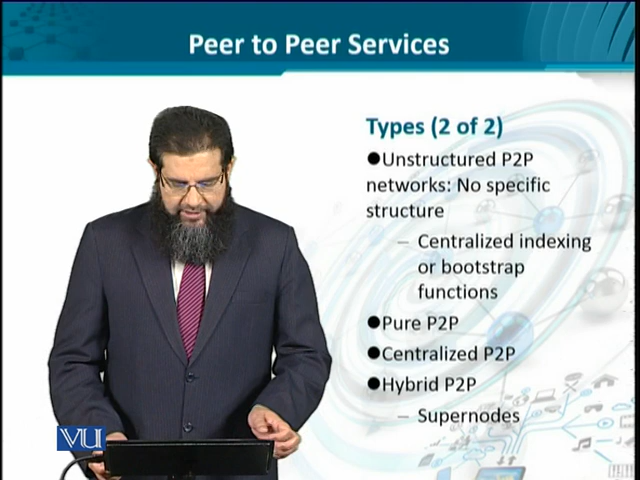 Peer to Peer Services
Types (2 of 2)
●Unstructured P2P
networks: No specific
structure
– Centralized indexing
or bootstrap
functions
●Pure P2P
●Centralized P2P
●Hybrid P2P
– Supernodes
VU